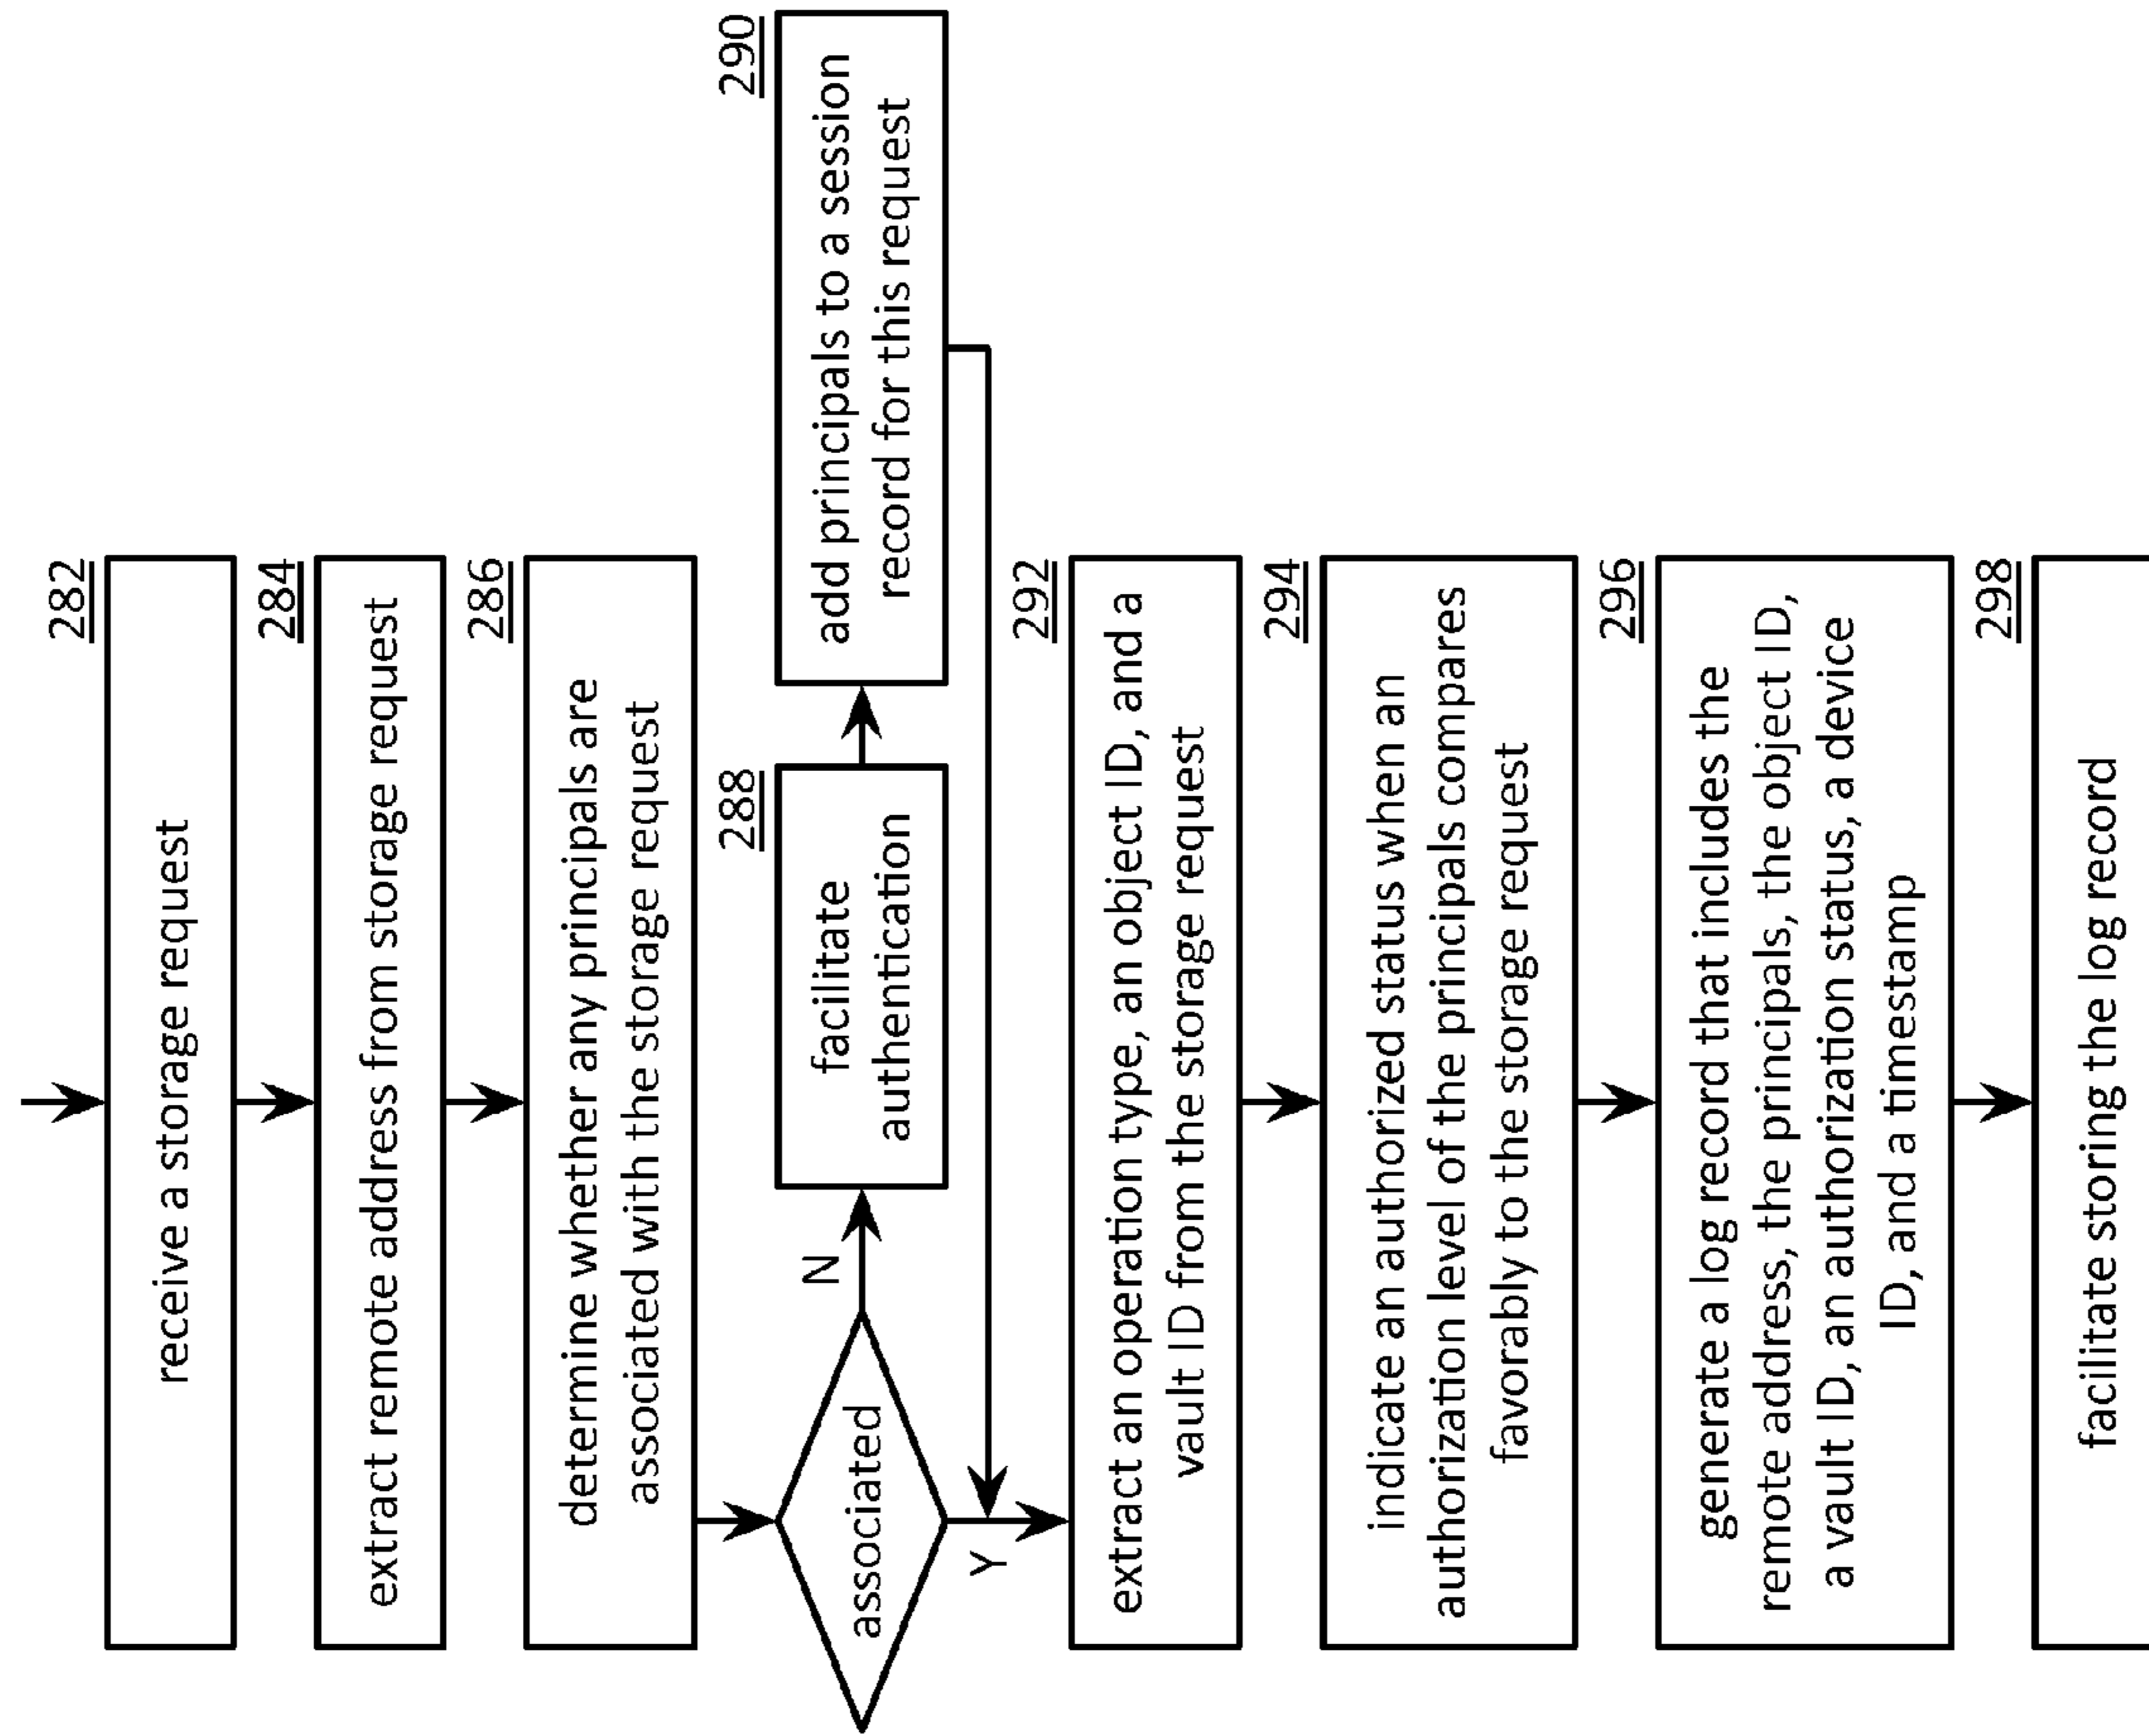 282
receive a storage request
284
extract remote address from storage request
286
determine whether any principals are
associated with the storage request
associated
N
Y
288
facilitate
authentication
290
add principals to a session
record for this request
292
extract an operation type, an object ID, and a
vault ID from the storage request
294
indicate an authorized status when an
authorization level of the principals compares
favorably to the storage request
296
generate a log record that includes the
remote address, the principals, the object ID,
a vault ID, an authorization status, a device
ID, and a timestamp
298
facilitate storing the log record